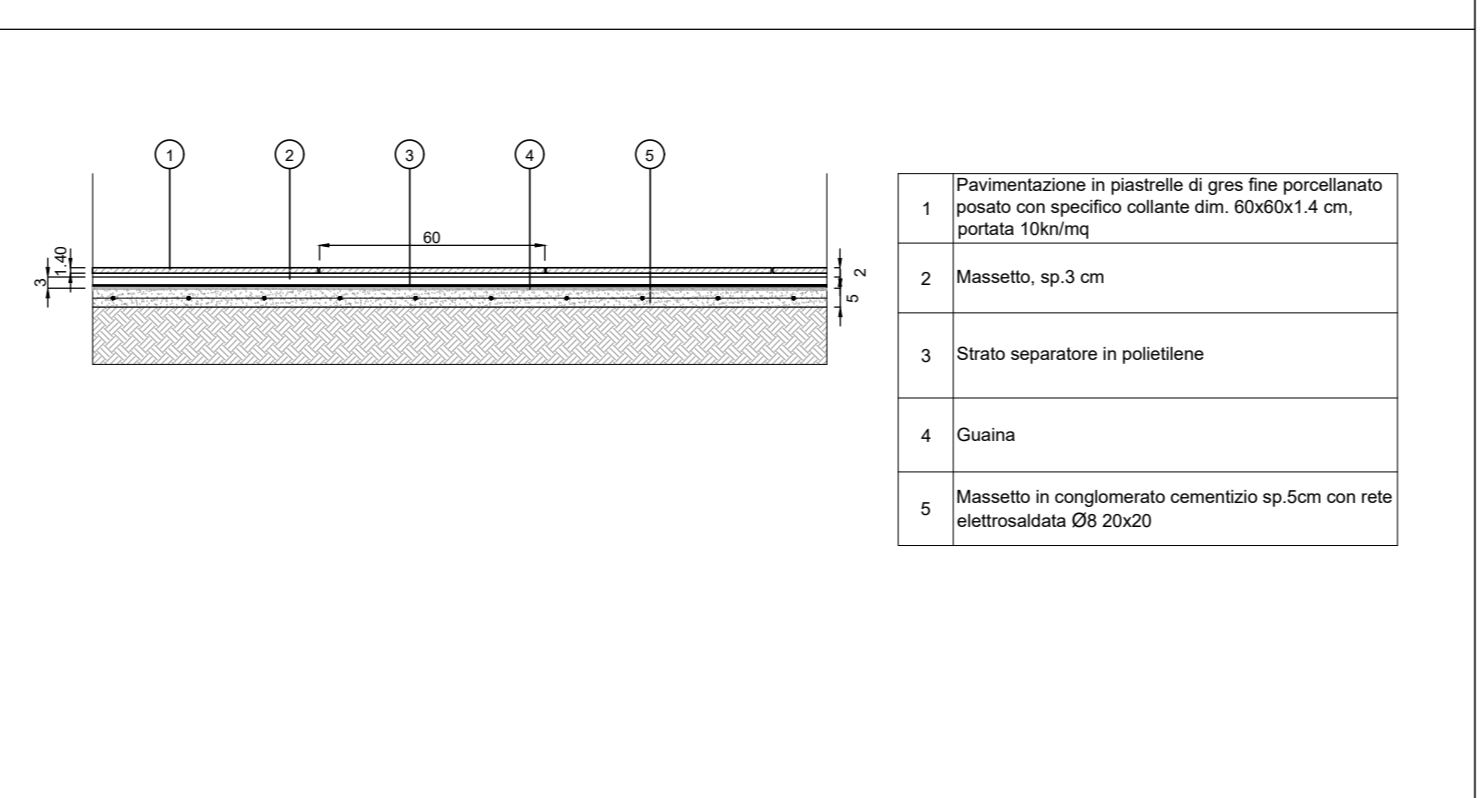 1
2
3
4
5
60
1.40
3
2
5
1
Pavimentazione in piastrelle di gres fine porcellanato
posato con specifico collante dim. 60x60x1.4 cm,
portata 10kn/mq
2
Massetto, sp.3 cm
3
Strato separatore in polietilene
4
Guaina
5
Massetto in conglomerato cementizio sp.5cm con rete
elettrosaldata Ø8 20x20